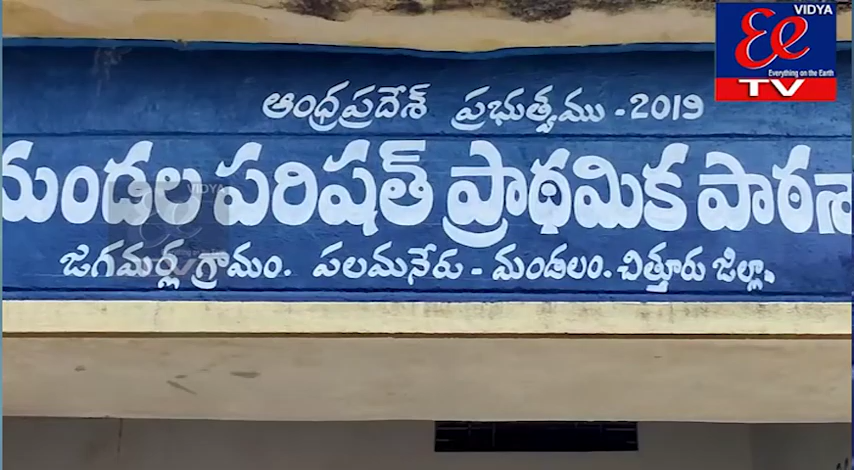 VIDYA
Ee
Everything on the Earth
TV
ఆంధ్రప్రదేశ్ ప్రభుత్వము - 2019
మండల పరిషత్ ప్రాథమిక పాఠశా
జగమర్ల గ్రామం. పలమనేరు - మండలం. చిత్తూరు జిల్లా.